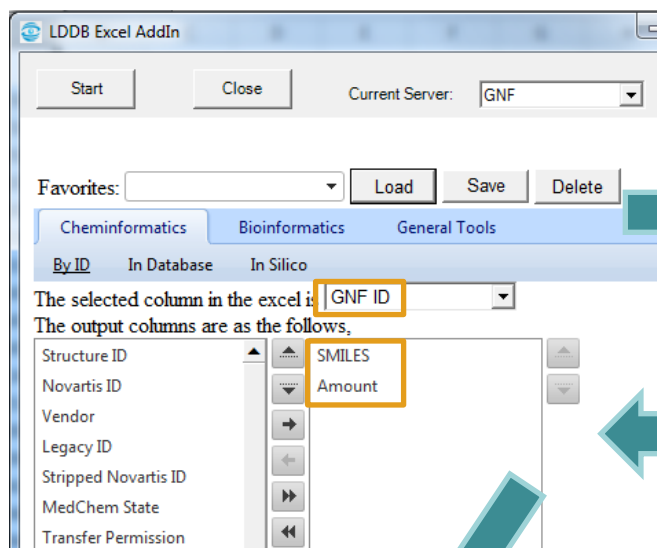 LDDB Excel AddIn
Start Close Current Server: GNF
Favorites: Load Save Delete
Cheminformatics Bioinformatics General Tools
By ID In Database In Silico
The selected column in the excel is GNF ID
The output columns are as the follows,
Structure ID SMILES
Novartis ID Amount
Vendor
Legacy ID
Stripped Novartis ID
MedChem State
Transfer Permission